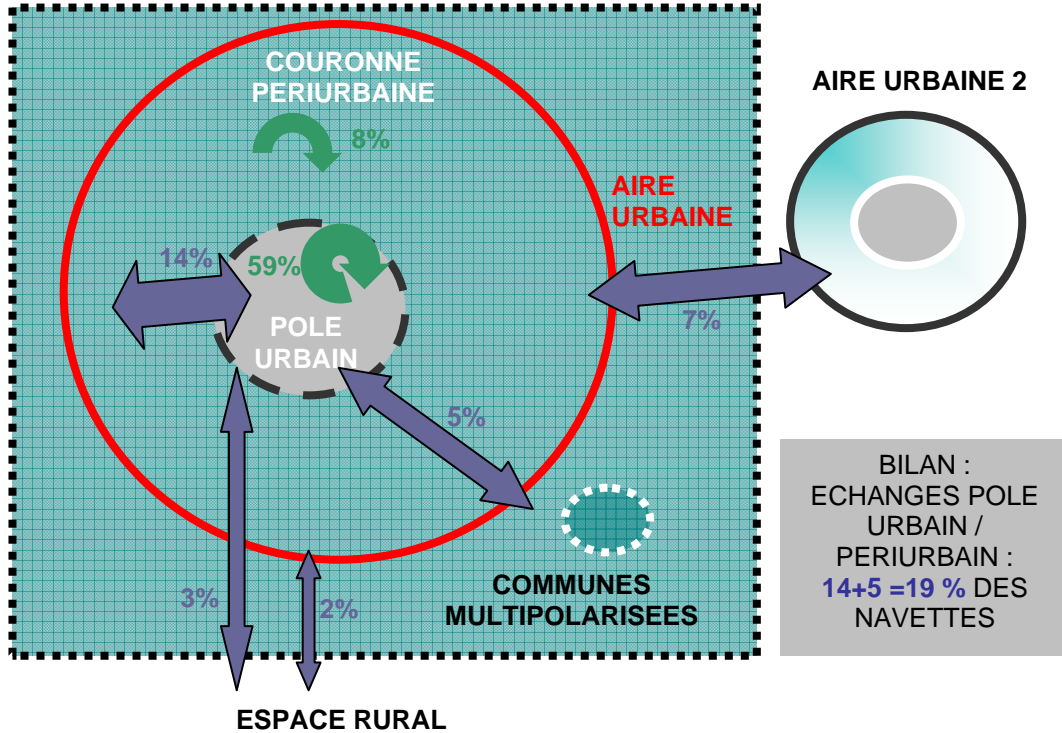 COURONNE
PERIURBAINE
8%
AIRE URBAINE 2
AIRE
URBAINE
14%
59%
7%
POLE
URBAIN
5%
BILAN :
ECHANGES POLE
URBAIN /
PERIURBAIN :
14+5 =19 % DES
NAVETTES
COMMUNES
MULTIPOLARISEES
3%
2%
ESPACE RURAL